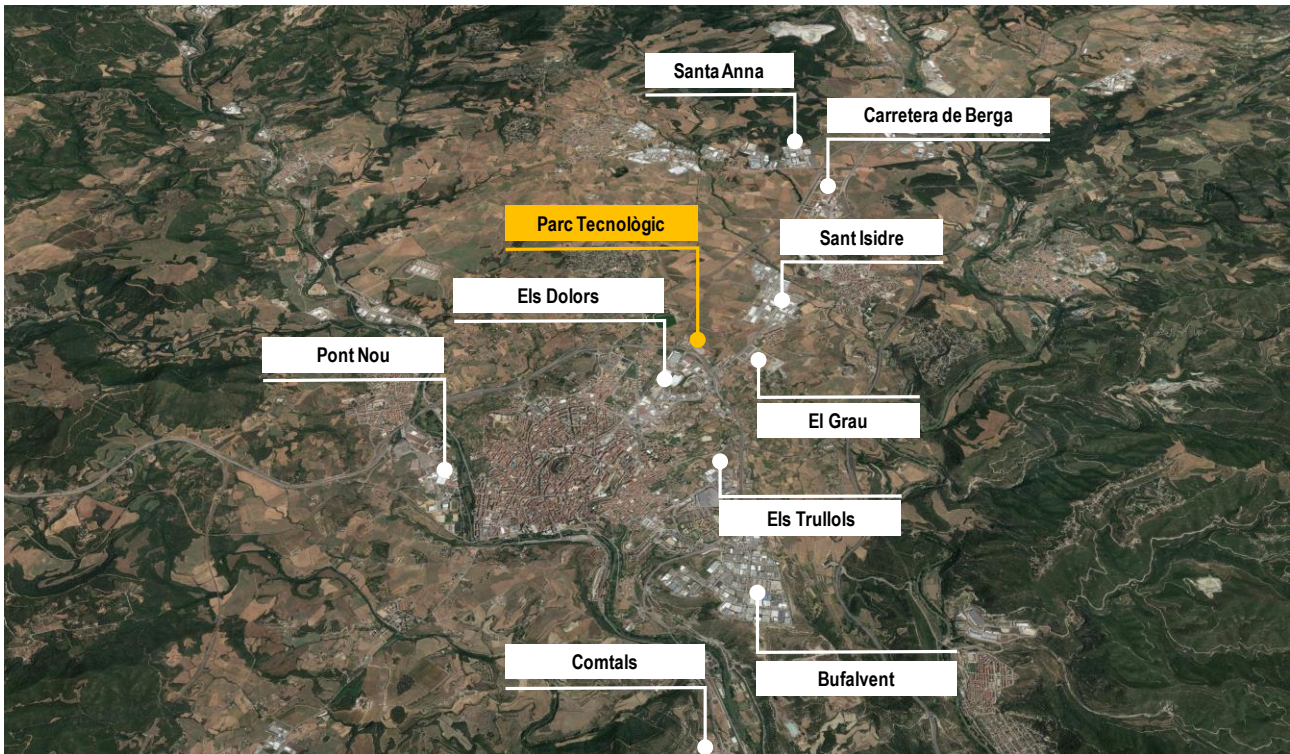 Santa Anna
Carretera de Berga
Parc Tecnològic
Sant Isidre
Els Dolors
Pont Nou
El Grau
Els Trullols
Comtals
Bufalvent